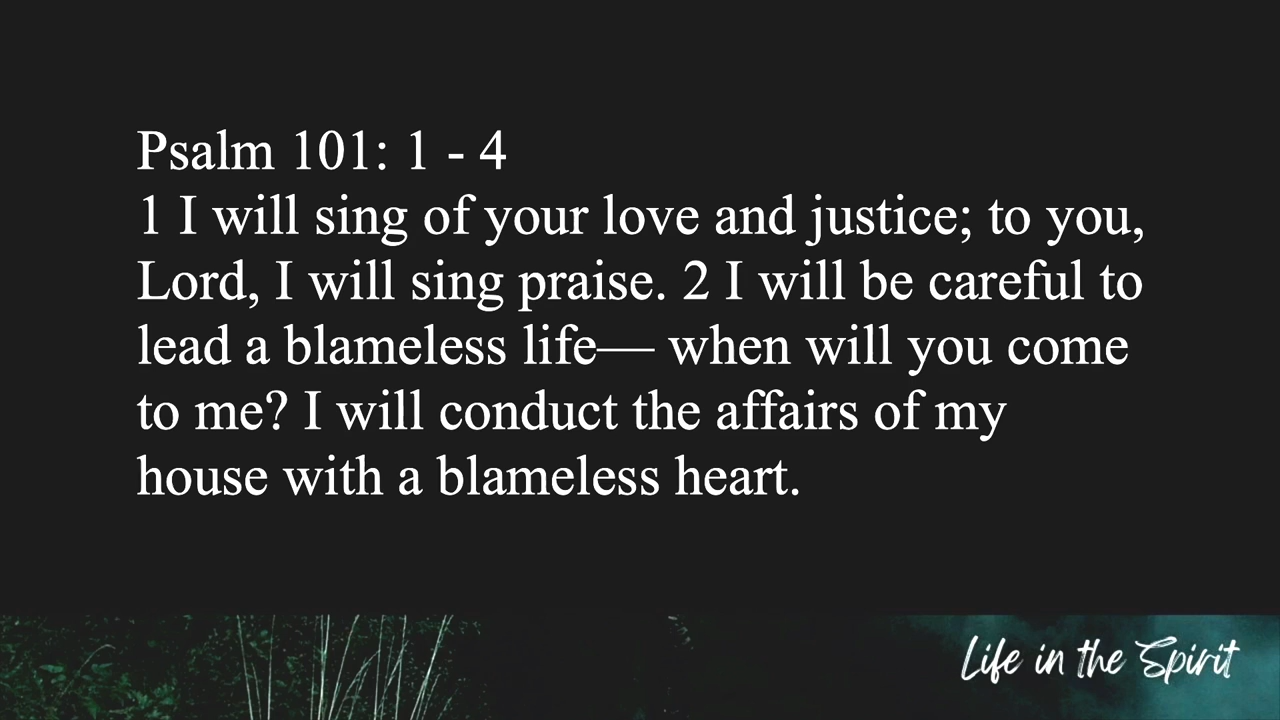 Psalm 101: 1 - 4
1 I will sing of your love and justice; to you,
Lord, I will sing praise. 2 I will be careful to
lead a blameless life— when will you come
to me? I will conduct the affairs of my
house with a blameless heart.
Life in the Spirit